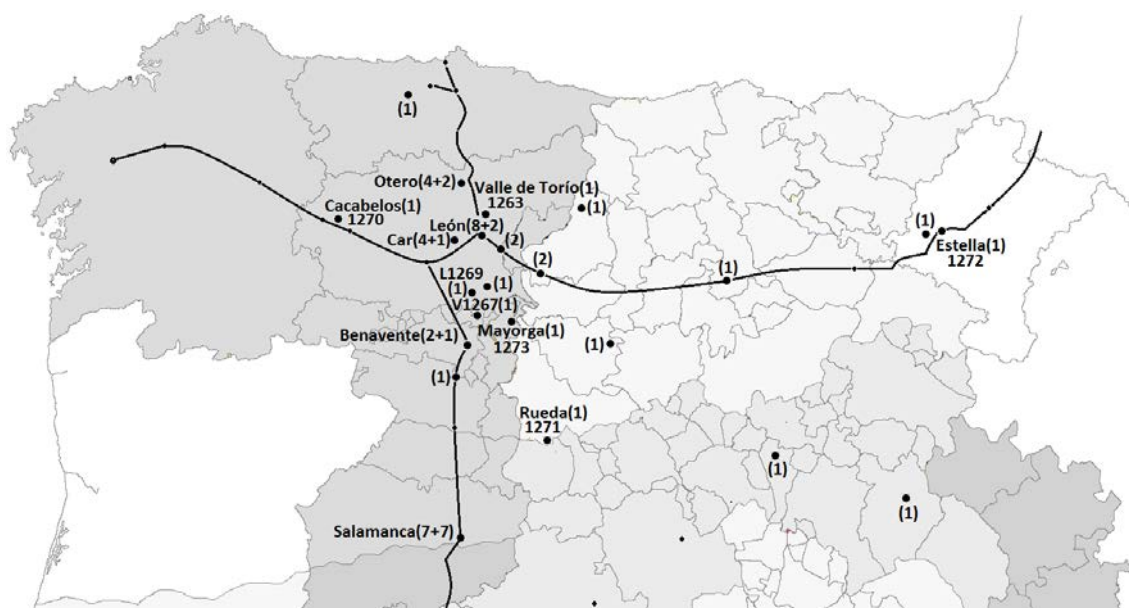 (1)
Otero(4+2)
Valle de Torío(1)
1263
(1)
Cacabelos(1)
1270
León(8+2)
Car(4+1)
(2)
(1)
Estella(1)
1272
(2)
(1)
L1269
(1)
(1)
V1267(1)
Mayorga(1)
1273
Benavente(2+1)
(1)
(1)
Rueda(1)
1271
(1)
(1)
Salamanca(7+7)